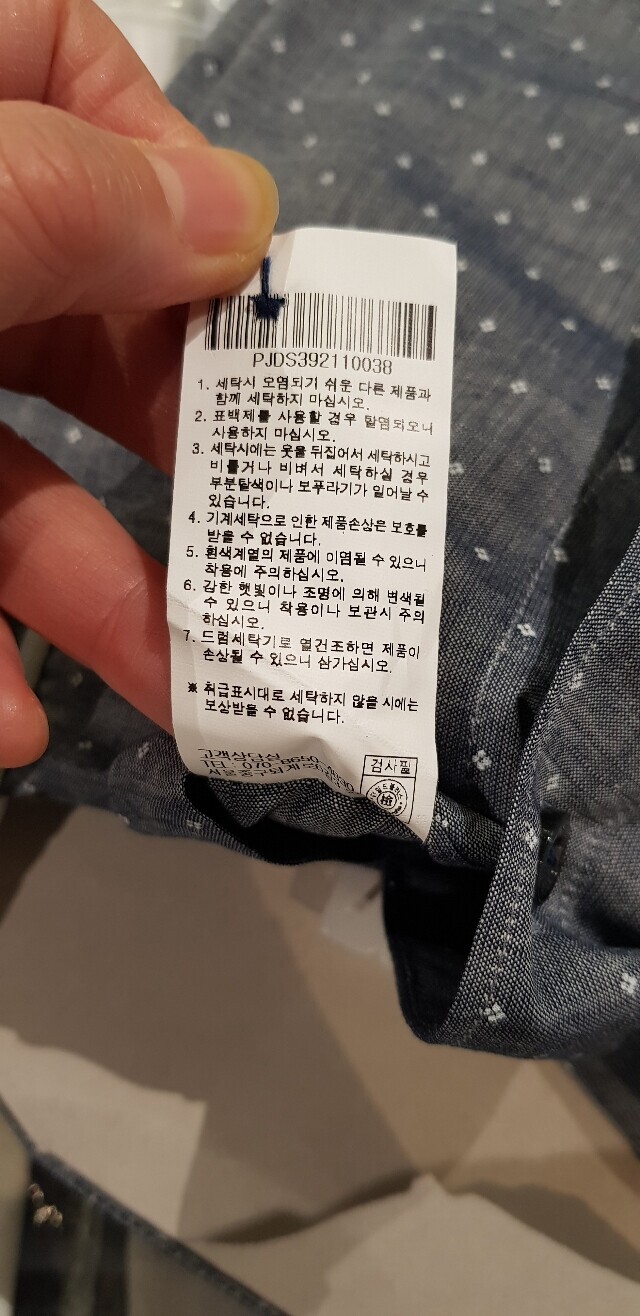 PJDS392110038
1. 세탁시 오염되기 쉬운 다른 제품과
함께 세탁하지 마십시오.
2. 표백제를 사용할 경우 탈염되오니
사용하지 마십시오.
3. 세탁시에는 옷을 뒤집어서 세탁하시고
비틀거나 비벼서 세탁하실 경우
부분탈색이나 보푸라기가 일어날 수
있습니다.
4. 기계세탁으로 인한 제품손상은 보호를
받을 수 없습니다.
5. 흰색계열의 제품에 이염될 수 있으니
착용에 주의하십시오.
6. 강한 햇빛이나 조명에 의해 변색될
수 있으니 착용이나 보관시 주의
하십시오.
7. 드럼세탁기로 열건조하면 제품이
손상될 수 있으니 삼가십시오.
※ 취급표시대로 세탁하지 않을 시에는
보상받을 수 없습니다.
고객상담실
TEL: 070
서울 중구
검사필